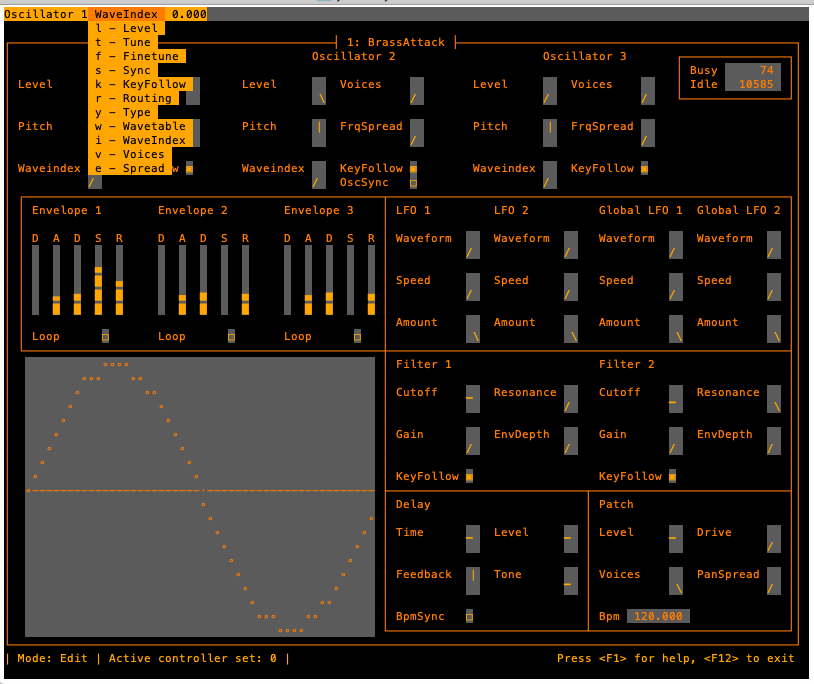 Oscillator 1 WaveIndex 0.000
l – Level
t – Tune
f – Finetune
s – Sync
k – KeyFollow
r – Routing
y – Type
w – Wavetable
i – WaveIndex
v – Voices
e – Spread
1: BrassAttack
Oscillator 2 Oscillator 3
Busy 74
Idle 10585
Level Level Voices Level Voices
Pitch Pitch FrqSpread Pitch FrqSpread
Waveindex w Waveindex KeyFollow Waveindex KeyFollow
OscSync
Envelope 1 Envelope 2 Envelope 3 LFO 1 LFO 2 Global LFO 1 Global LFO 2
D A D S R D A D S R D A D S R Waveform Waveform Waveform Waveform
Speed Speed Speed Speed
Amount Amount Amount Amount
Loop Loop Loop
Filter 1 Filter 2
Cutoff Resonance Cutoff Resonance
Gain EnvDepth Gain EnvDepth
KeyFollow KeyFollow
Delay Patch
Time Level Level Drive
Feedback Tone Voices PanSpread
BpmSync Bpm 120.000
| Mode: Edit | Active controller set: 0 | Press <F1> for help, <F12> to exit